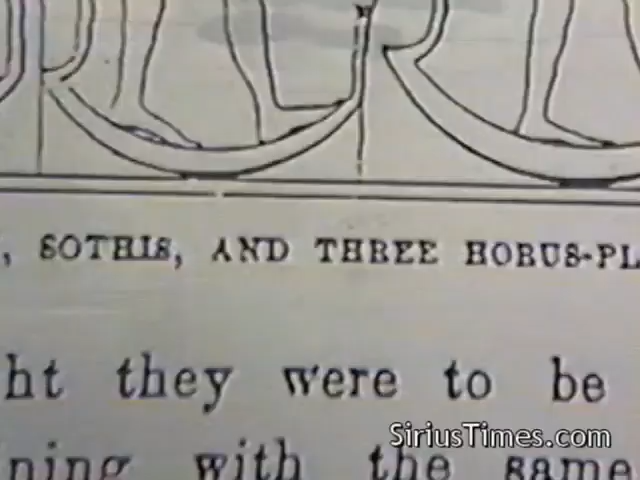 , SOTHIS, AND THREE HORUS-PL
ht they were to be
ning with the same
SiriusTimes.com